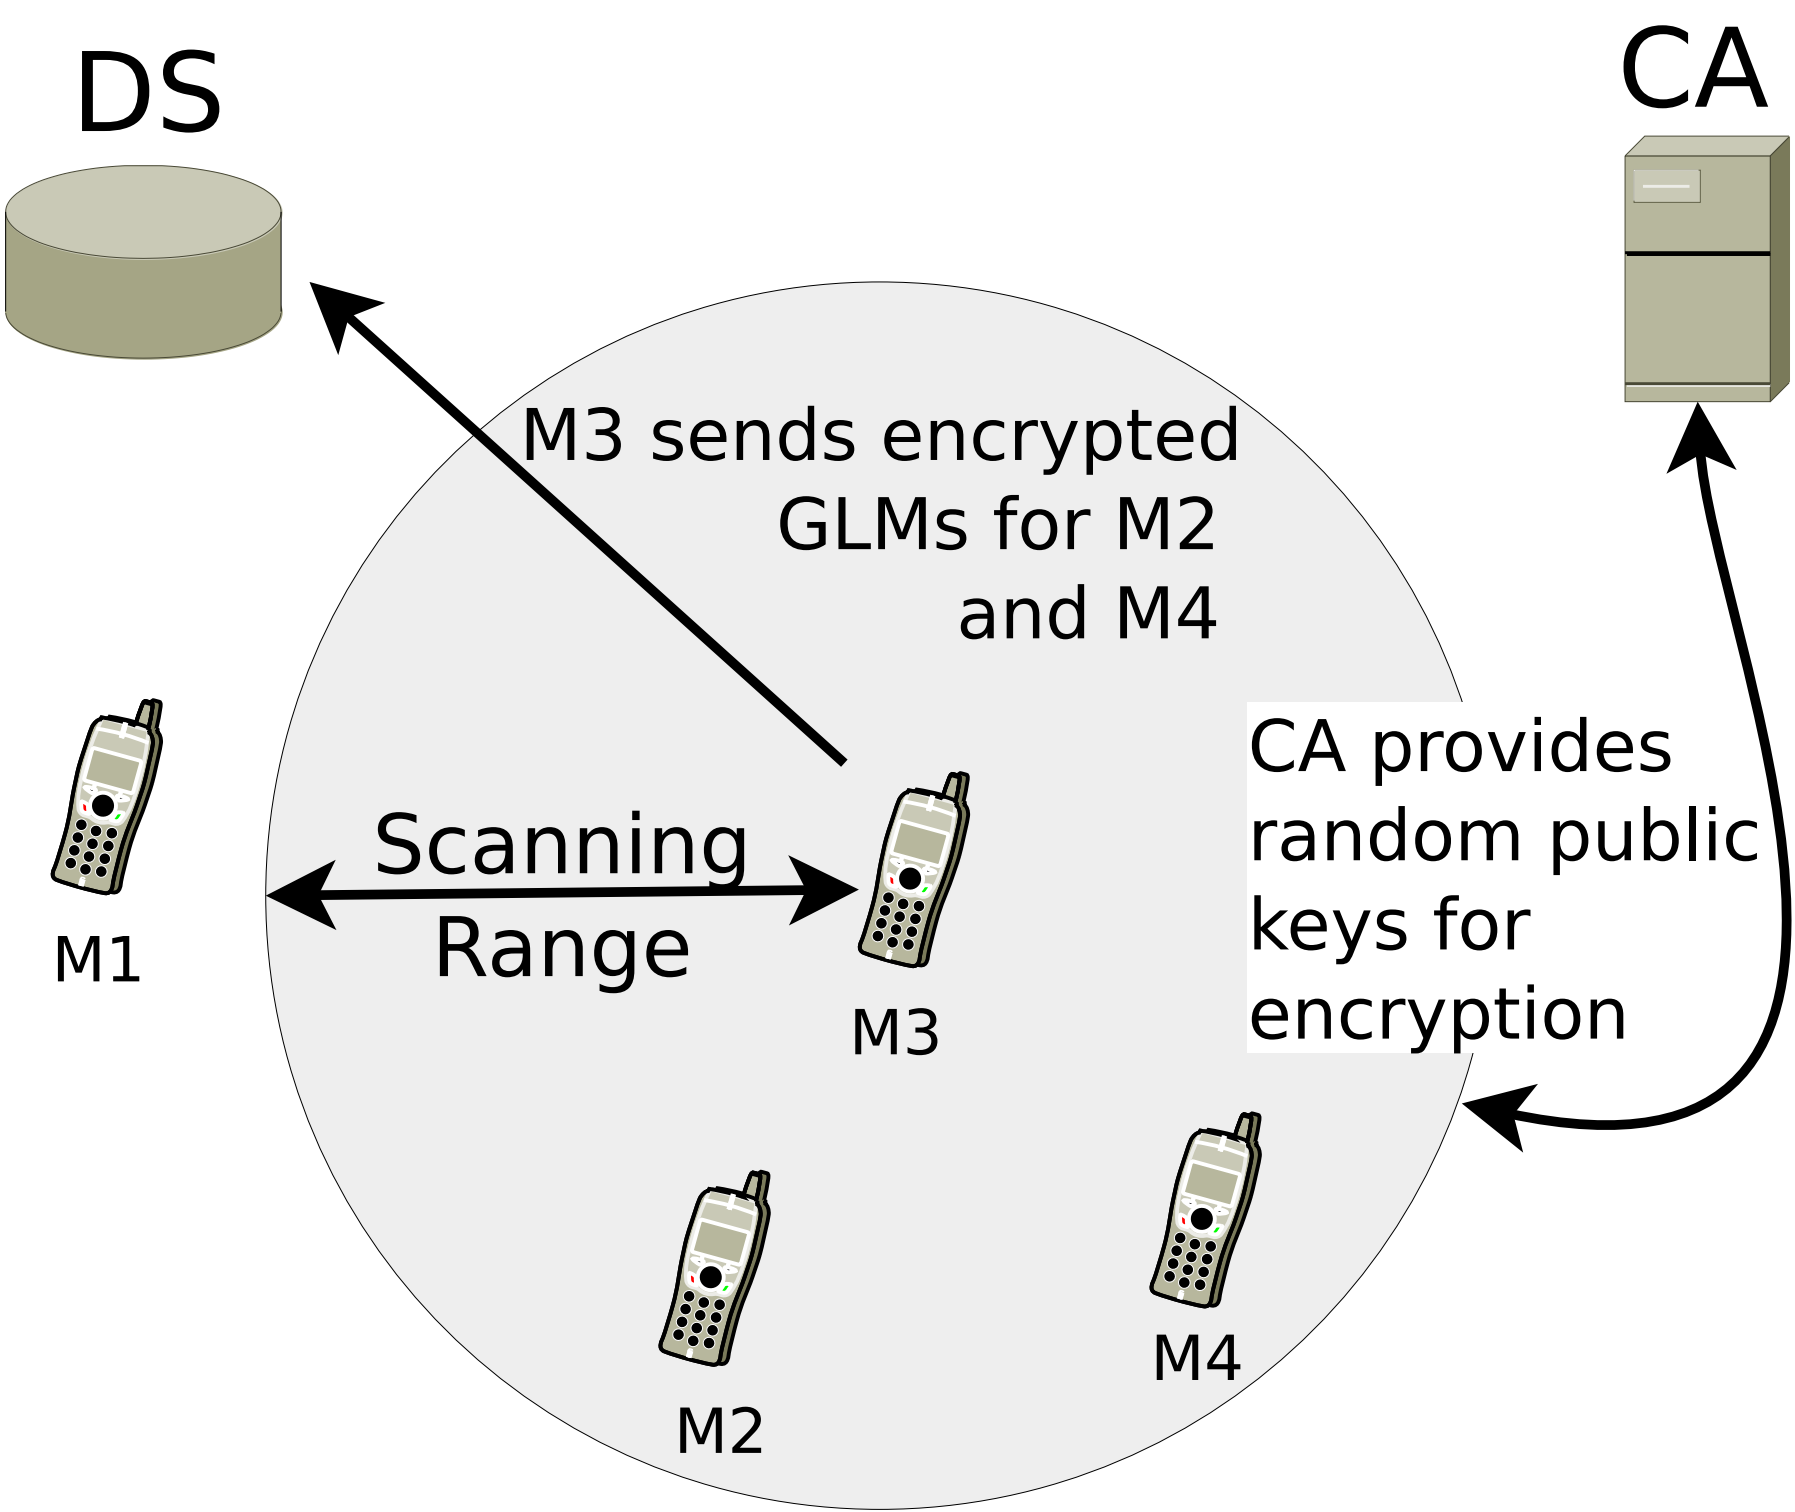 DS
CA
M3 sends encrypted
GLMs for M2
and M4
CA provides
random public
keys for
encryption
Scanning
Range
M1
M3
M2
M4